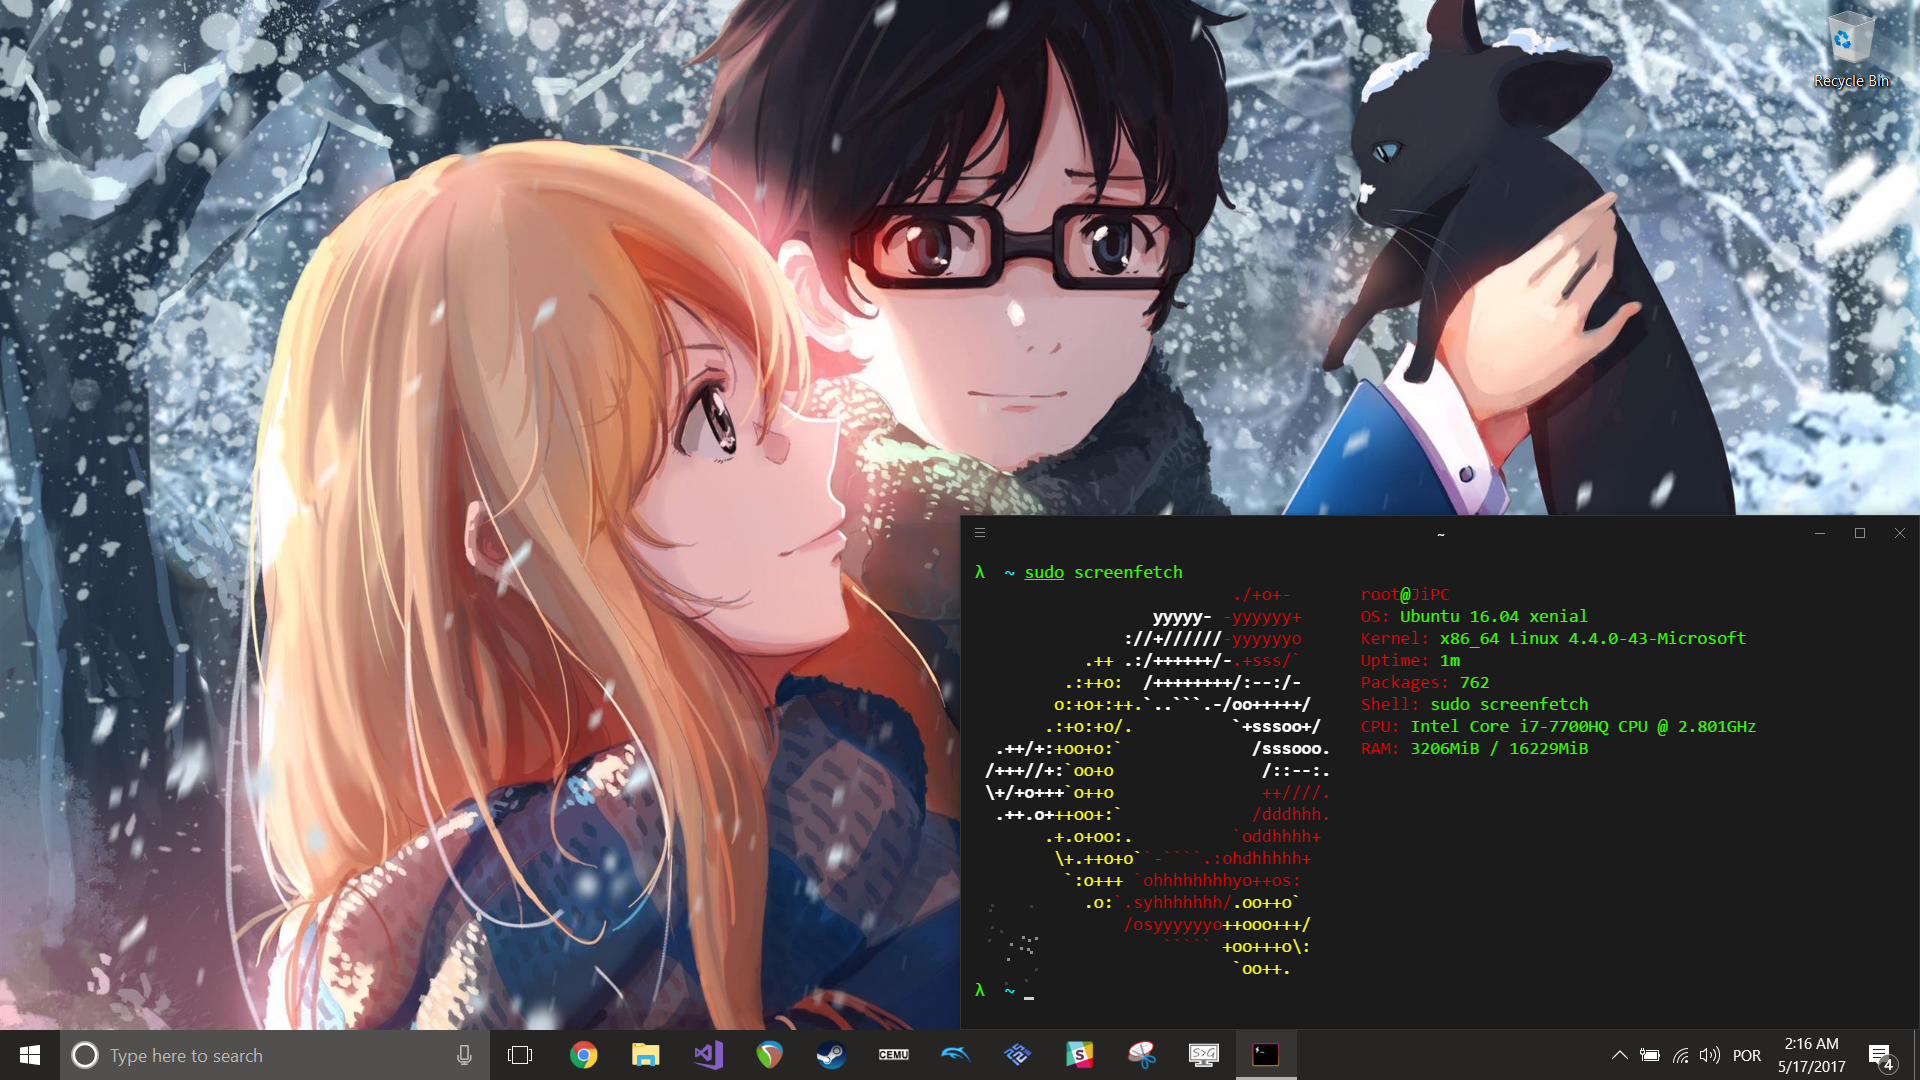 Recycle Bin
~
λ ~ sudo screenfetch
./+o+- root@JiPC
yyyyy- -yyyyyy+ OS: Ubuntu 16.04 xenial
://+//////-yyyyyyo Kernel: x86_64 Linux 4.4.0-43-Microsoft
.++ .:/++++++/-.+sss/` Uptime: 1m
.:++o: /++++++++/:--:/- Packages: 762
o:+o+:++.`..```.-/oo+++++/ Shell: sudo screenfetch
.:+o:+o/. `+sssoo+/ CPU: Intel Core i7-7700HQ CPU @ 2.801GHz
.++/+:+oo+o:` /sssooo. RAM: 3206MiB / 16229MiB
/+++//+:`oo+o /::--:.
\+/+o+++`o++o ++////.
.++.o+++oo+:` /dddhhh.
.+.o+oo:. `oddhhhh+
\+.++o+o``-````.:ohdhhhhh+
`:o+++ `ohhhhhhhhyo++os:
.o:`.syhhhhhhh/.oo++o`
/osyyyyyyo++ooo+++/
````` +oo+++o\:
`oo++.
λ ~
Type here to search
CEMU
S>G
POR
2:16 AM
5/17/2017
4